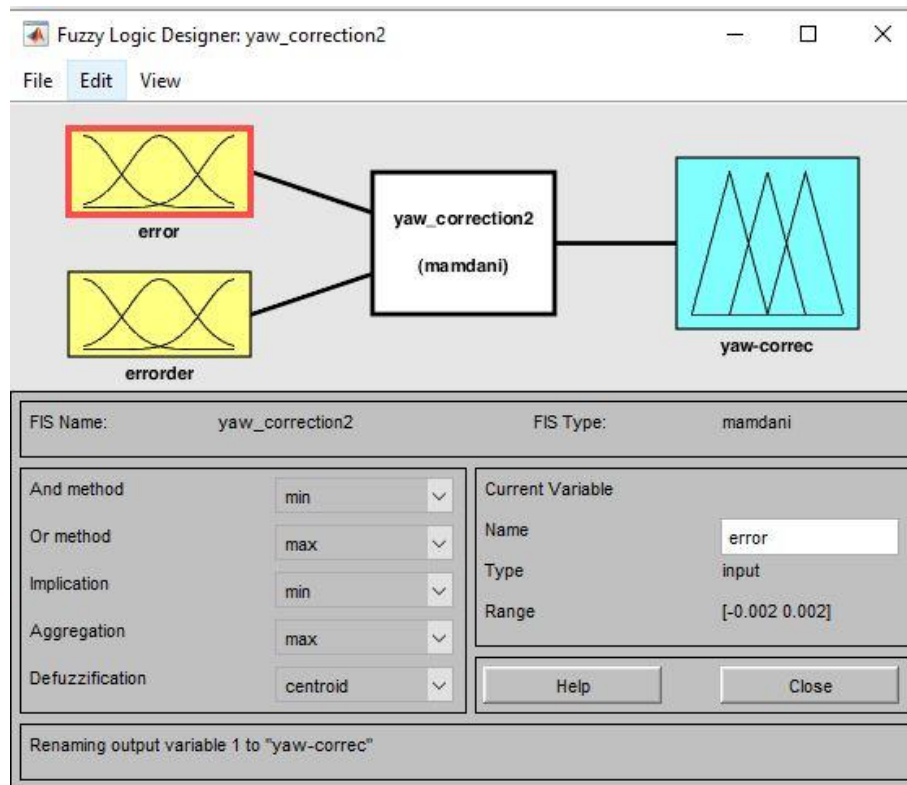 Fuzzy Logic Designer: yaw_correction2
File Edit View
error
errorder
yaw_correction2
(mamdani)
yaw-correc
FIS Name: yaw_correction2 FIS Type: mamdani
And method min
Or method max
Implication min
Aggregation max
Defuzzification centroid
Current Variable
Name error
Type input
Range [-0.002 0.002]
Help Close
Renaming output variable 1 to "yaw-correc"